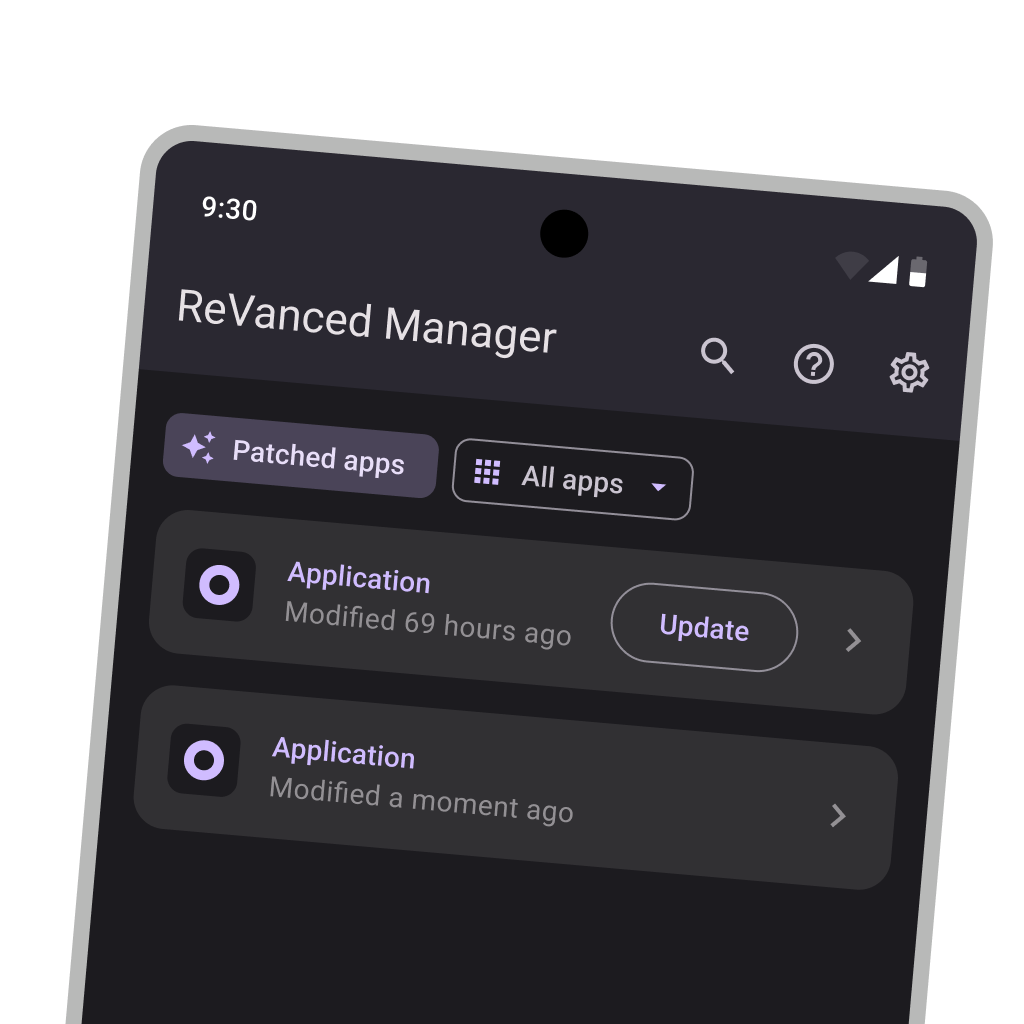 9:30
ReVanced Manager
Patched apps
All apps
Application
Modified 69 hours ago
Update
Application
Modified a moment ago